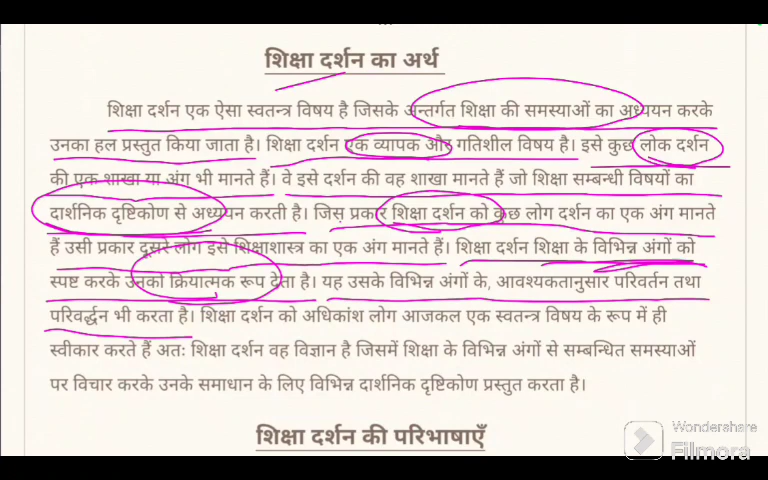 शिक्षा दर्शन का अर्थ
शिक्षा दर्शन एक ऐसा स्वतन्त्र विषय है जिसके अन्तर्गत शिक्षा की समस्याओं का अध्ययन करके
उनका हल प्रस्तुत किया जाता है। शिक्षा दर्शन एक व्यापक और गतिशील विषय है। इसे कुछ लोक दर्शन
की एक शाखा या अंग भी मानते हैं। वे इसे दर्शन की वह शाखा मानते हैं जो शिक्षा सम्बन्धी विषयों का
दार्शनिक दृष्टिकोण से अध्ययन करती है। जिस प्रकार शिक्षा दर्शन को कुछ लोग दर्शन का एक अंग मानते
हैं उसी प्रकार दूसरे लोग इसे शिक्षाशास्त्र का एक अंग मानते हैं। शिक्षा दर्शन शिक्षा के विभिन्न अंगों को
स्पष्ट करके उनको क्रियात्मक रूप देता है। यह उसके विभिन्न अंगों के, आवश्यकतानुसार परिवर्तन तथा
परिवर्द्धन भी करता है। शिक्षा दर्शन को अधिकांश लोग आजकल एक स्वतन्त्र विषय के रूप में ही
स्वीकार करते हैं अतः शिक्षा दर्शन वह विज्ञान है जिसमें शिक्षा के विभिन्न अंगों से सम्बन्धित समस्याओं
पर विचार करके उनके समाधान के लिए विभिन्न दार्शनिक दृष्टिकोण प्रस्तुत करता है।
शिक्षा दर्शन की परिभाषाएँ
Wondershare
Filmora